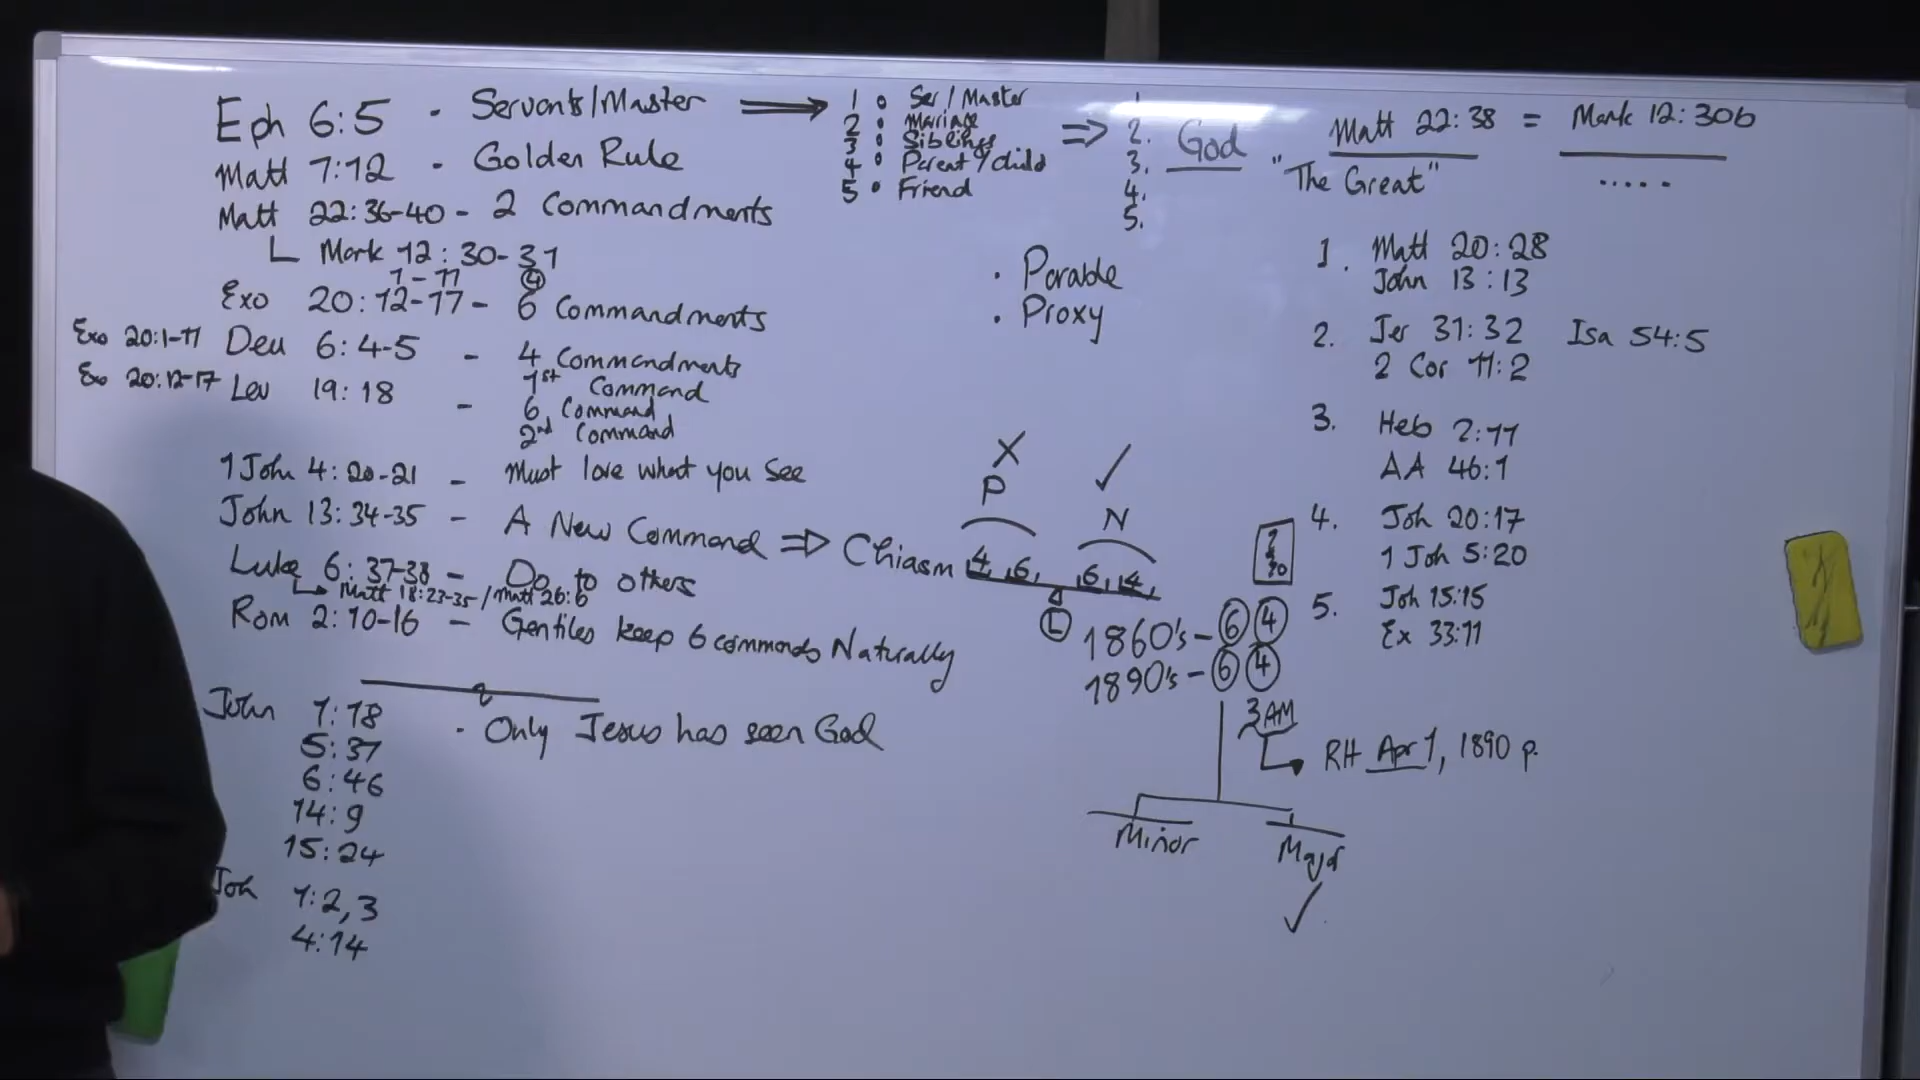 Eph 6:5 - Servants/Master ⟹
Matt 7:12 - Golden Rule
Matt 22:36-40 - 2 Commandments
Mark 12:30-31
1-11 ④
Exo 20:12-17 - 6 Commandments
Exo 20:1-11 Deu 6:4-5 - 4 Commandments
1st Command
Exo 20:12-17 Lev 19:18 - 6 Command
2nd Command
1 John 4:20-21 - Must love what you see
John 13:34-35 - A New Command ⟹ Chiasm
Luke 6:37-38 - Do to others
Matt 18:23-35 / Matt 26:6
Rom 2:10-16 - Gentiles keep 6 commands Naturally
John 1:18
5:37 · Only Jesus has seen God
6:46
14:9
15:24
Joh 1:2,3
4:14
1 • Ser/Master
2 • Mariage
3 • Siblings
4 • Parent/child
5 • Friend
⟹
1
2.
3.
4.
5.
God
Matt 22:38 = Mark 12:30b
"The Great" .....
· Parable
· Proxy
X ✓
P N
4, 6, 6, 4,
L
1860's - ⑥ ④
1890's - ⑥ ④
3AM
RH Apr 1, 1890 p.
Minor Major
✓
1. Matt 20:28
John 13:13
2. Jer 31:32 Isa 54:5
2 Cor 11:2
3. Heb 2:11
AA 46:1
4. Joh 20:17
1 Joh 5:20
5. Joh 15:15
Ex 33:11